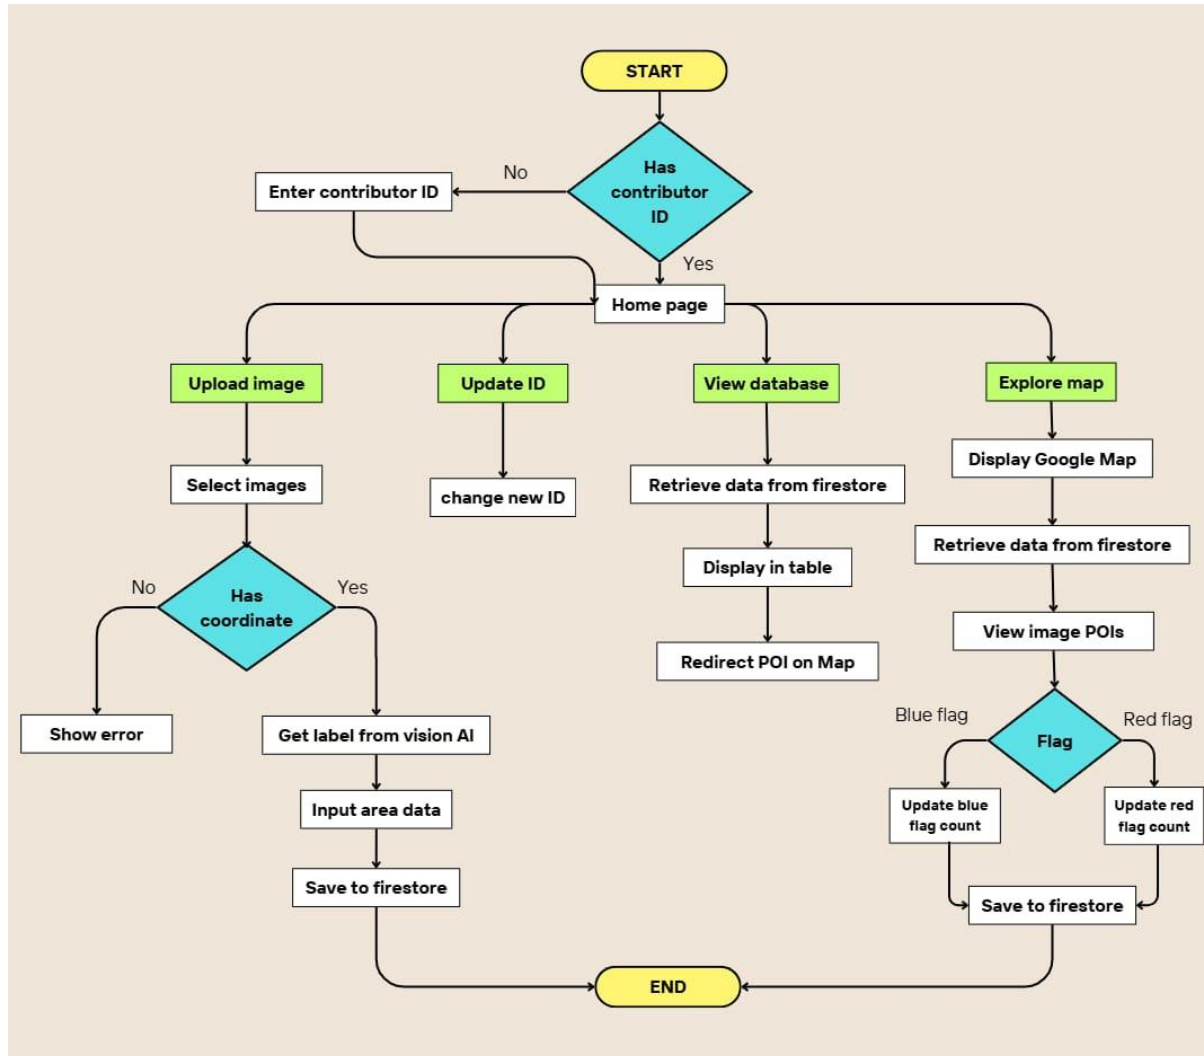 START
Has
contributor
ID
No
Enter contributor ID
Yes
Home page
Upload image
Update ID
View database
Explore map
Select images
change new ID
Retrieve data from firestore
Display Google Map
Retrieve data from firestore
Display in table
View image POIs
Redirect POI on Map
No
Has
coordinate
Yes
Show error
Get label from vision AI
Input area data
Save to firestore
Blue flag
Flag
Red flag
Update blue
flag count
Update red
flag count
Save to firestore
END